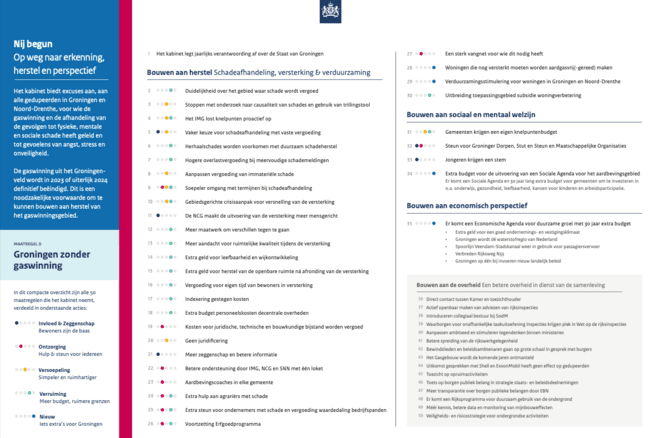 Nij begun
Op weg naar erkenning,
herstel en perspectief
Het kabinet biedt excuses aan, aan
alle gedupeerden in Groningen en
Noord-Drenthe, voor wie de
gaswinning en de afhandeling van
de gevolgen tot fysieke, mentale
en sociale schade heeft geleid en
tot gevoelens van angst, stress en
onveiligheid.
De gaswinning uit het Groningen-
veld wordt in 2023 of uiterlijk 2024
definitief beëindigd. Dit is een
noodzakelijke voorwaarde om te
kunnen bouwen aan herstel van
het gaswinningsgebied.
MAATREGEL 0
Groningen zonder
gaswinning
In dit compacte overzicht zijn alle 50
maatregelen die het kabinet neemt,
verdeeld in onderstaande acties:
Invloed & Zeggenschap
Bewoners zijn de baas
Ontzorging
Hulp & steun voor iedereen
Versoepeling
Simpeler en ruimhartiger
Verruiming
Meer budget, ruimere grenzen
Nieuw
Iets extra's voor Groningen
1 Het kabinet legt jaarlijks verantwoording af over de Staat van Groningen
Bouwen aan herstel Schadeafhandeling, versterking & verduurzaming
2 Duidelijkheid over het gebied waar schade wordt vergoed
3 Stoppen met onderzoek naar causaliteit van schades en gebruik van trillingstool
4 Het IMG lost knelpunten proactief op
5 Vaker keuze voor schadeafhandeling met vaste vergoeding
6 Herhaalschades worden voorkomen met duurzaam schadeherstel
7 Hogere overlastvergoeding bij meervoudige schademeldingen
8 Aanpassen vergoeding van immateriële schade
9 Soepeler omgaan met termijnen bij schadeafhandeling
10 Gebiedsgerichte crisisaanpak voor versnelling van de versterking
11 De NCG maakt de uitvoering van de versterking meer mensgericht
12 Meer maatwerk om verschillen tegen te gaan
13 Meer aandacht voor ruimtelijke kwaliteit tijdens de versterking
14 Extra geld voor leefbaarheid en wijkontwikkeling
15 Extra geld voor herstel van de openbare ruimte ná afronding van de versterking
16 Vergoeding voor eigen tijd van bewoners in versterking
17 Indexering gestegen kosten
18 Extra budget personeelskosten decentrale overheden
19 Kosten voor juridische, technische en bouwkundige bijstand worden vergoed
20 Geen juridificering
21 Meer zeggenschap en betere informatie
22 Betere ondersteuning door IMG, NCG en SNN met één loket
23 Aardbevingscoaches in elke gemeente
24 Extra hulp aan agrariërs met schade
25 Extra steun voor ondernemers met schade en vergoeding waardedaling bedrijfspanden
26 Voortzetting Erfgoedprogramma
27 Een sterk vangnet voor wie dit nodig heeft
28 Woningen die nog versterkt moeten worden aardgasvrij(-gereed) maken
29 Verduurzamingsstimulering voor woningen in Groningen en Noord-Drenthe
30 Uitbreiding toepassingsgebied subsidie woningverbetering
Bouwen aan sociaal en mentaal welzijn
31 Gemeenten krijgen een eigen knelpuntenbudget
32 Steun voor Groninger Dorpen, Stut en Steun en Maatschappelijke Organisaties
33 Jongeren krijgen een stem
34 Extra budget voor de uitvoering van een Sociale Agenda voor het aardbevingsgebied
Er komt een Sociale Agenda en 30 jaar lang extra budget voor gemeenten om te investeren in
o.a. onderwijs, gezondheid, leefbaarheid, kansen voor kinderen en arbeidsparticipatie.
Bouwen aan economisch perspectief
35 Er komt een Economische Agenda voor duurzame groei met 30 jaar extra budget
• Extra geld voor een goed ondernemings- en vestigingsklimaat
• Groningen wordt dé waterstofregio van Nederland
• Spoorlijn Veendam-Stadskanaal weer in gebruik voor passagiersvervoer
• Verbreden Rijksweg N33
• Groningen op één bij invoeren nieuw landelijk beleid
Bouwen aan de overheid Een betere overheid in dienst van de samenleving
36 Direct contact tussen Kamer en toezichthouder
37 Actief openbaar maken van adviezen van rijksinspecties
38 Introduceren collegiaal bestuur bij SodM
39 Waarborgen voor onafhankelijke taakuitoefening inspecties krijgen plek in Wet op de rijksinspecties
40 Aanpassen ambteed en stimuleren tegendenken binnen ministeries
41 Betere spreiding van de rijkswerkgelegenheid
42 Bewindsleden en beleidsambtenaren gaan op grote schaal in gesprek met burgers
43 Het Gasgebouw wordt de komende jaren ontmanteld
44 Uitkomst gesprekken met Shell en ExxonMobil heeft geen effect op gedupeerden
45 Toezicht op opruimactiviteiten
46 Toets op borgen publiek belang in strategie staats- en beleidsdeelnemingen
47 Meer transparantie over borgen publieke belangen door EBN
48 Er komt een Rijksprogramma voor duurzaam gebruik van de ondergrond
49 Méér kennis, betere data en monitoring van mijnbouweffecten
50 Veiligheids- en risicostrategie voor ondergrondse activiteiten